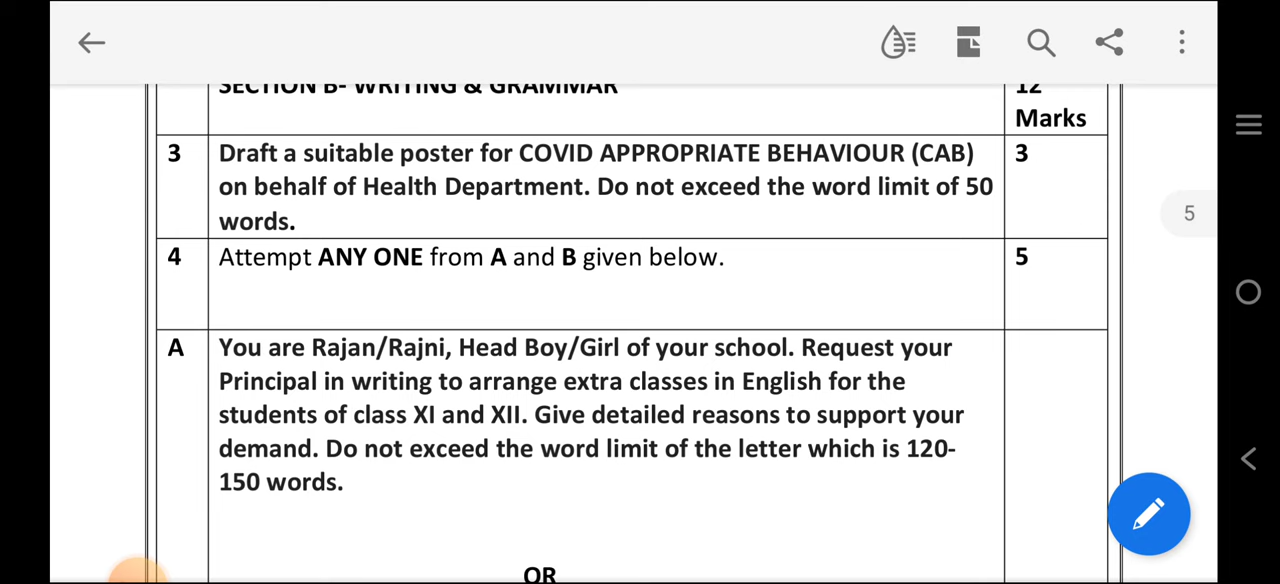 SECTION B- WRITING & GRAMMAR
12
Marks
3
Draft a suitable poster for COVID APPROPRIATE BEHAVIOUR (CAB)
on behalf of Health Department. Do not exceed the word limit of 50
words.
3
4
Attempt ANY ONE from A and B given below.
5
A
You are Rajan/Rajni, Head Boy/Girl of your school. Request your
Principal in writing to arrange extra classes in English for the
students of class XI and XII. Give detailed reasons to support your
demand. Do not exceed the word limit of the letter which is 120-
150 words.
OR
5